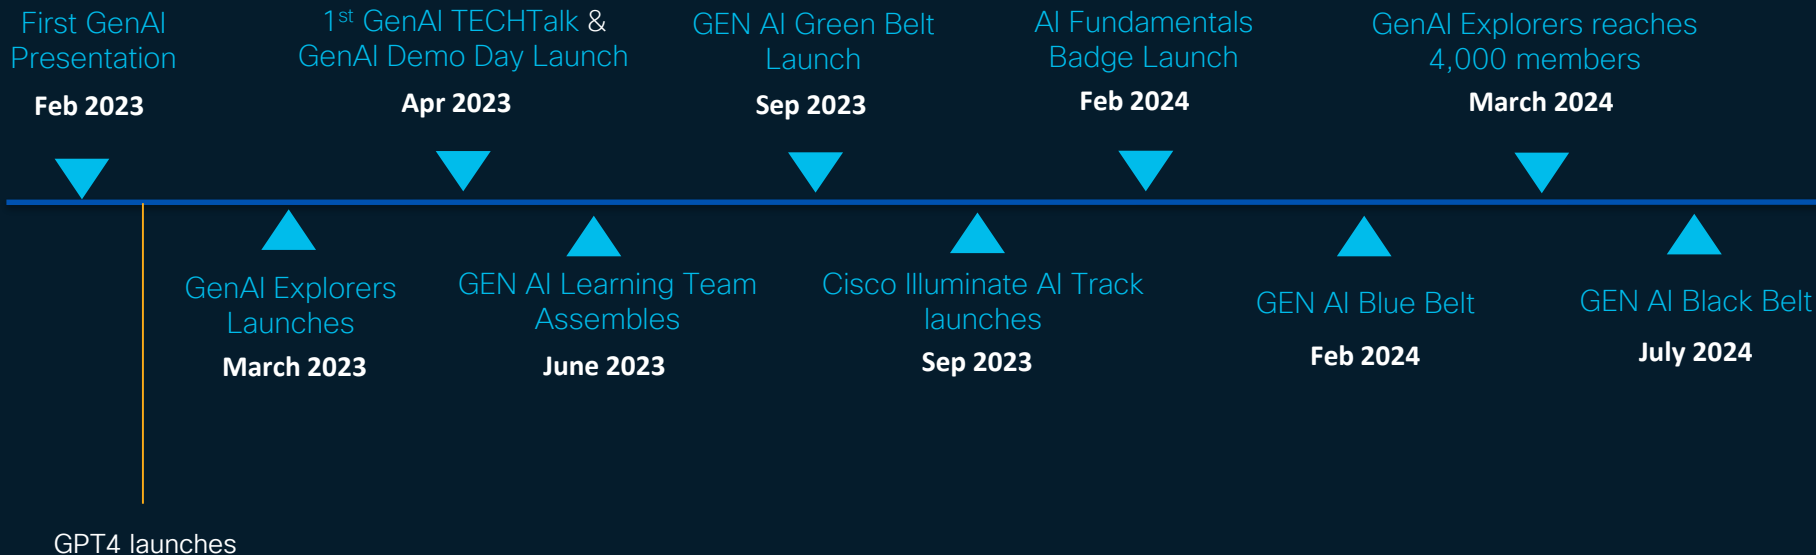 First GenAI
Presentation
Feb 2023
1st GenAI TECHTalk &
GenAI Demo Day Launch
Apr 2023
GEN AI Green Belt
Launch
Sep 2023
AI Fundamentals
Badge Launch
Feb 2024
GenAI Explorers reaches
4,000 members
March 2024
GenAI Explorers
Launches
March 2023
GEN AI Learning Team
Assembles
June 2023
Cisco Illuminate AI Track
launches
Sep 2023
GEN AI Blue Belt
Feb 2024
GEN AI Black Belt
July 2024
GPT4 launches